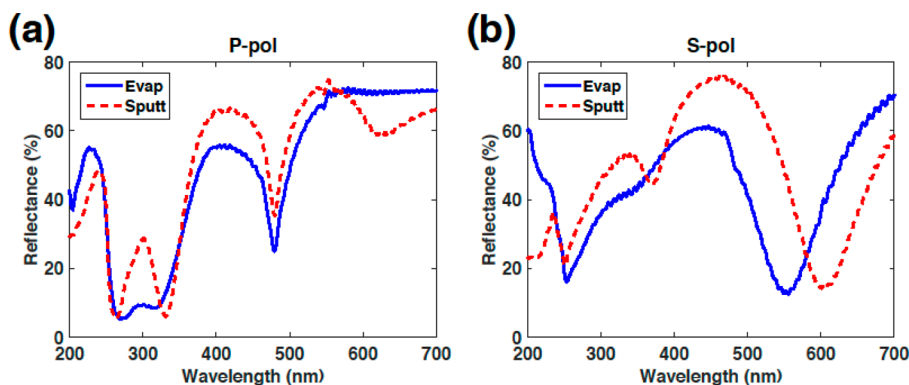 (a)
P-pol
Evap
Sputt
80
60
40
20
0
Reflectance (%)
200 300 400 500 600 700
Wavelength (nm)
(b)
S-pol
Evap
Sputt
80
60
40
20
0
Reflectance (%)
200 300 400 500 600 700
Wavelength (nm)